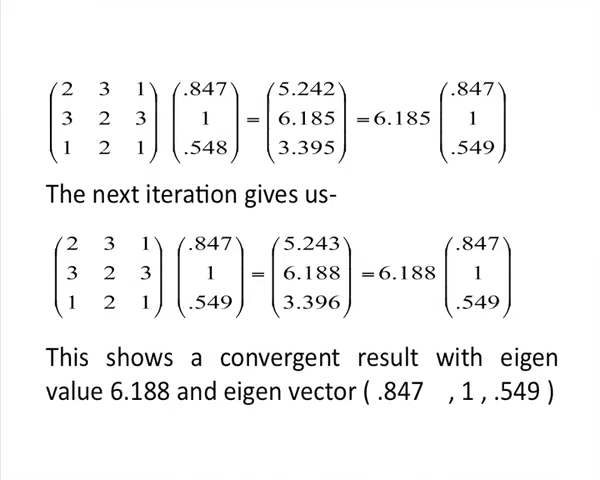 2 3 1 .847 5.242 .847
3 2 3 1 = 6.185 = 6.185 1
1 2 1 .548 3.395 .549
The next iteration gives us-
2 3 1 .847 5.243 .847
3 2 3 1 = 6.188 = 6.188 1
1 2 1 .549 3.396 .549
This shows a convergent result with eigen
value 6.188 and eigen vector ( .847 , 1 , .549 )